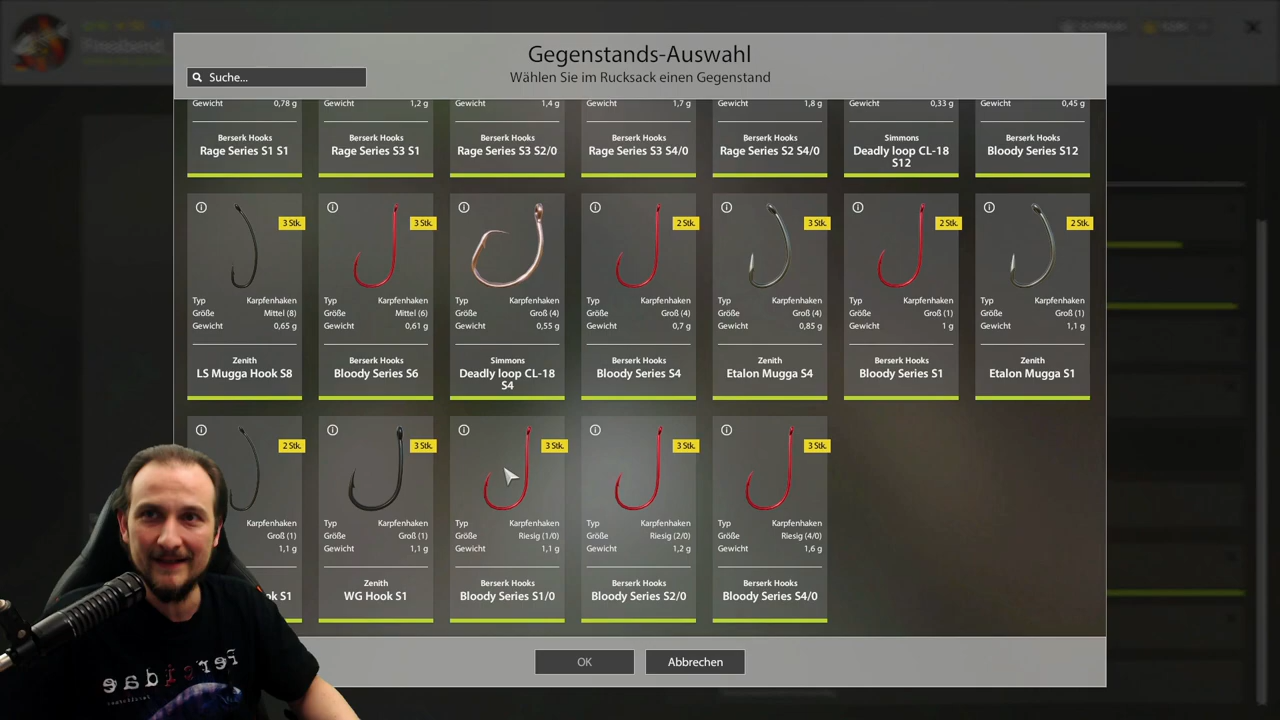 Gegenstands-Auswahl
Wählen Sie im Rucksack einen Gegenstand
Suche...
Gewicht 0,78 g
Gewicht 1,2 g
Gewicht 1,4 g
Gewicht 1,7 g
Gewicht 1,8 g
Gewicht 0,33 g
Gewicht 0,45 g
Berserk Hooks
Rage Series S1 S1
Berserk Hooks
Rage Series S3 S1
Berserk Hooks
Rage Series S3 S2/0
Berserk Hooks
Rage Series S3 S4/0
Berserk Hooks
Rage Series S2 S4/0
Simmons
Deadly loop CL-18
S12
Berserk Hooks
Bloody Series S12
3 Stk.
Typ Karpfenhaken
Größe Mittel (8)
Gewicht 0,65 g
Zenith
LS Mugga Hook S8
3 Stk.
Typ Karpfenhaken
Größe Mittel (6)
Gewicht 0,61 g
Berserk Hooks
Bloody Series S6
Typ Karpfenhaken
Größe Groß (4)
Gewicht 0,55 g
Simmons
Deadly loop CL-18
S4
2 Stk.
Typ Karpfenhaken
Größe Groß (4)
Gewicht 0,7 g
Berserk Hooks
Bloody Series S4
3 Stk.
Typ Karpfenhaken
Größe Groß (4)
Gewicht 0,85 g
Zenith
Etalon Mugga S4
2 Stk.
Typ Karpfenhaken
Größe Groß (1)
Gewicht 1 g
Berserk Hooks
Bloody Series S1
2 Stk.
Typ Karpfenhaken
Größe Groß (1)
Gewicht 1,1 g
Zenith
Etalon Mugga S1
2 Stk.
Karpfenhaken
Groß (1)
1,1 g
S1
3 Stk.
Typ Karpfenhaken
Größe Groß (1)
Gewicht 1,1 g
Zenith
WG Hook S1
3 Stk.
Typ Karpfenhaken
Größe Riesig (1/0)
Gewicht 1,1 g
Berserk Hooks
Bloody Series S1/0
3 Stk.
Typ Karpfenhaken
Größe Riesig (2/0)
Gewicht 1,2 g
Berserk Hooks
Bloody Series S2/0
3 Stk.
Typ Karpfenhaken
Größe Riesig (4/0)
Gewicht 1,6 g
Berserk Hooks
Bloody Series S4/0
OK
Abbrechen